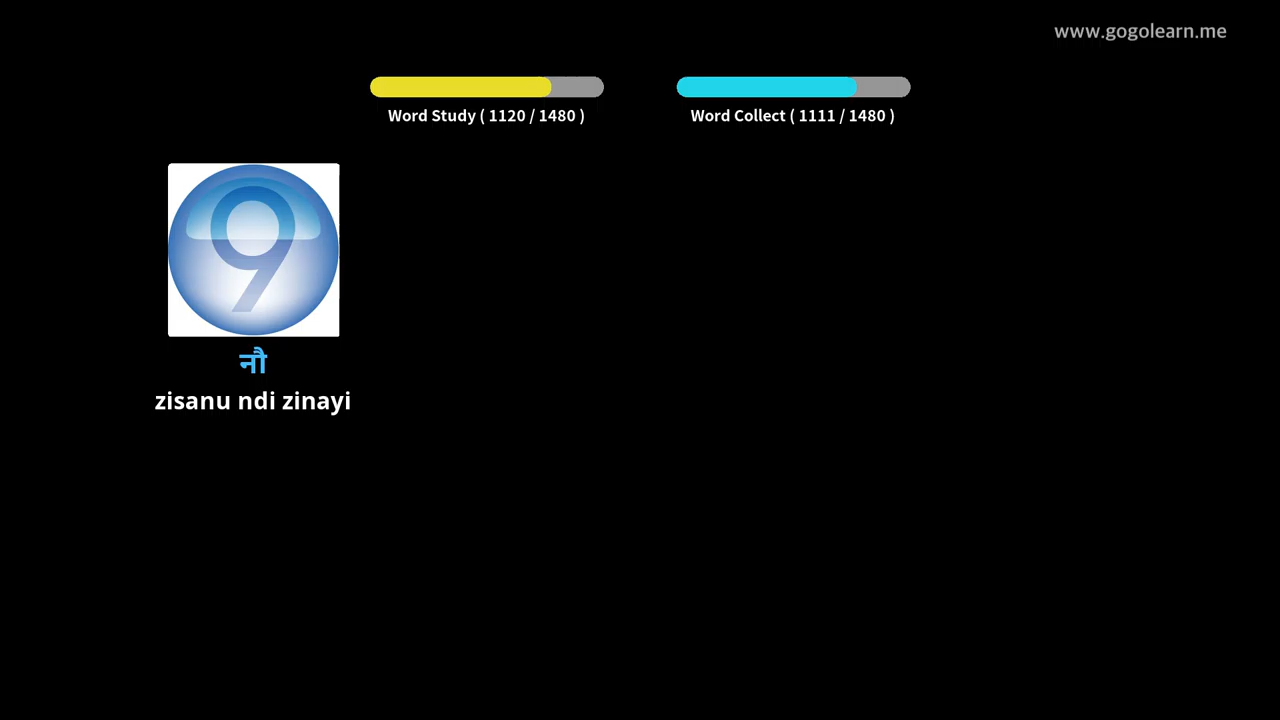 www.gogolearn.me
Word Study ( 1120 / 1480 )
Word Collect ( 1111 / 1480 )
9
नौ
zisanu ndi zinayi